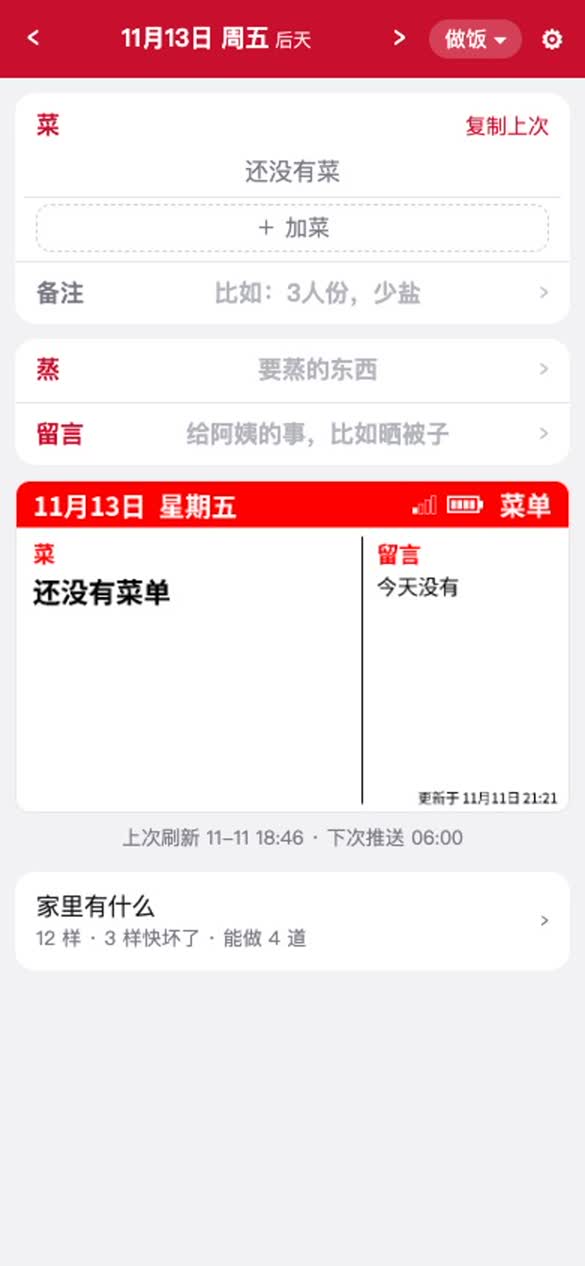 11月13日 周五 后天
做饭
菜
复制上次
还没有菜
+ 加菜
备注 比如：3人份，少盐
蒸 要蒸的东西
留言 给阿姨的事，比如晒被子
11月13日 星期五 菜单
菜
还没有菜单
留言
今天没有
更新于 11月11日 21:21
上次刷新 11-11 18:46 · 下次推送 06:00
家里有什么
12 样 · 3 样快坏了 · 能做 4 道